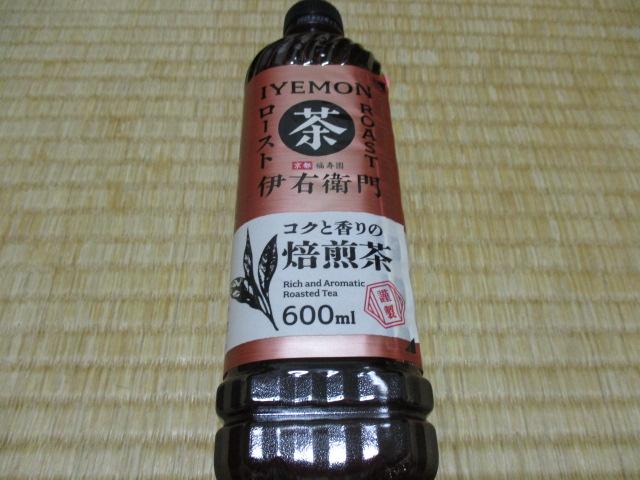 IYEMON ROAST
茶
ロースト
京都 福寿園
伊右衛門
コクと香りの
焙煎茶
Rich and Aromatic
Roasted Tea
謹製
600ml